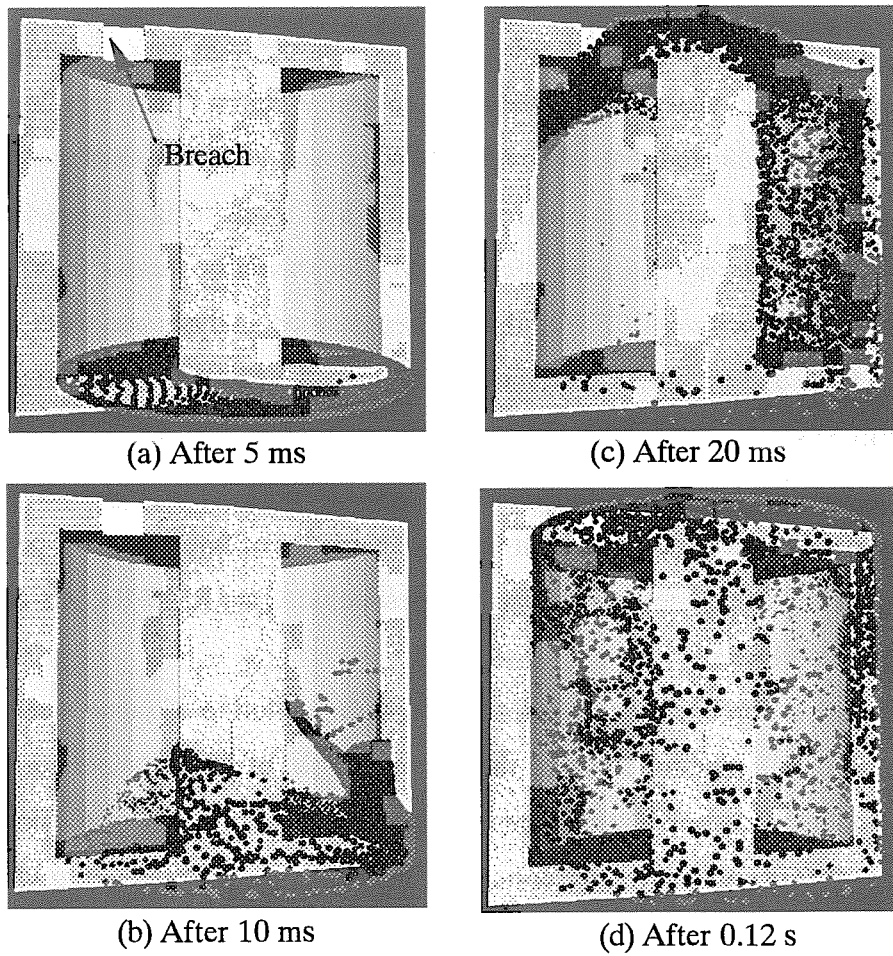 Breach
(a) After 5 ms
(c) After 20 ms
(b) After 10 ms
(d) After 0.12 s